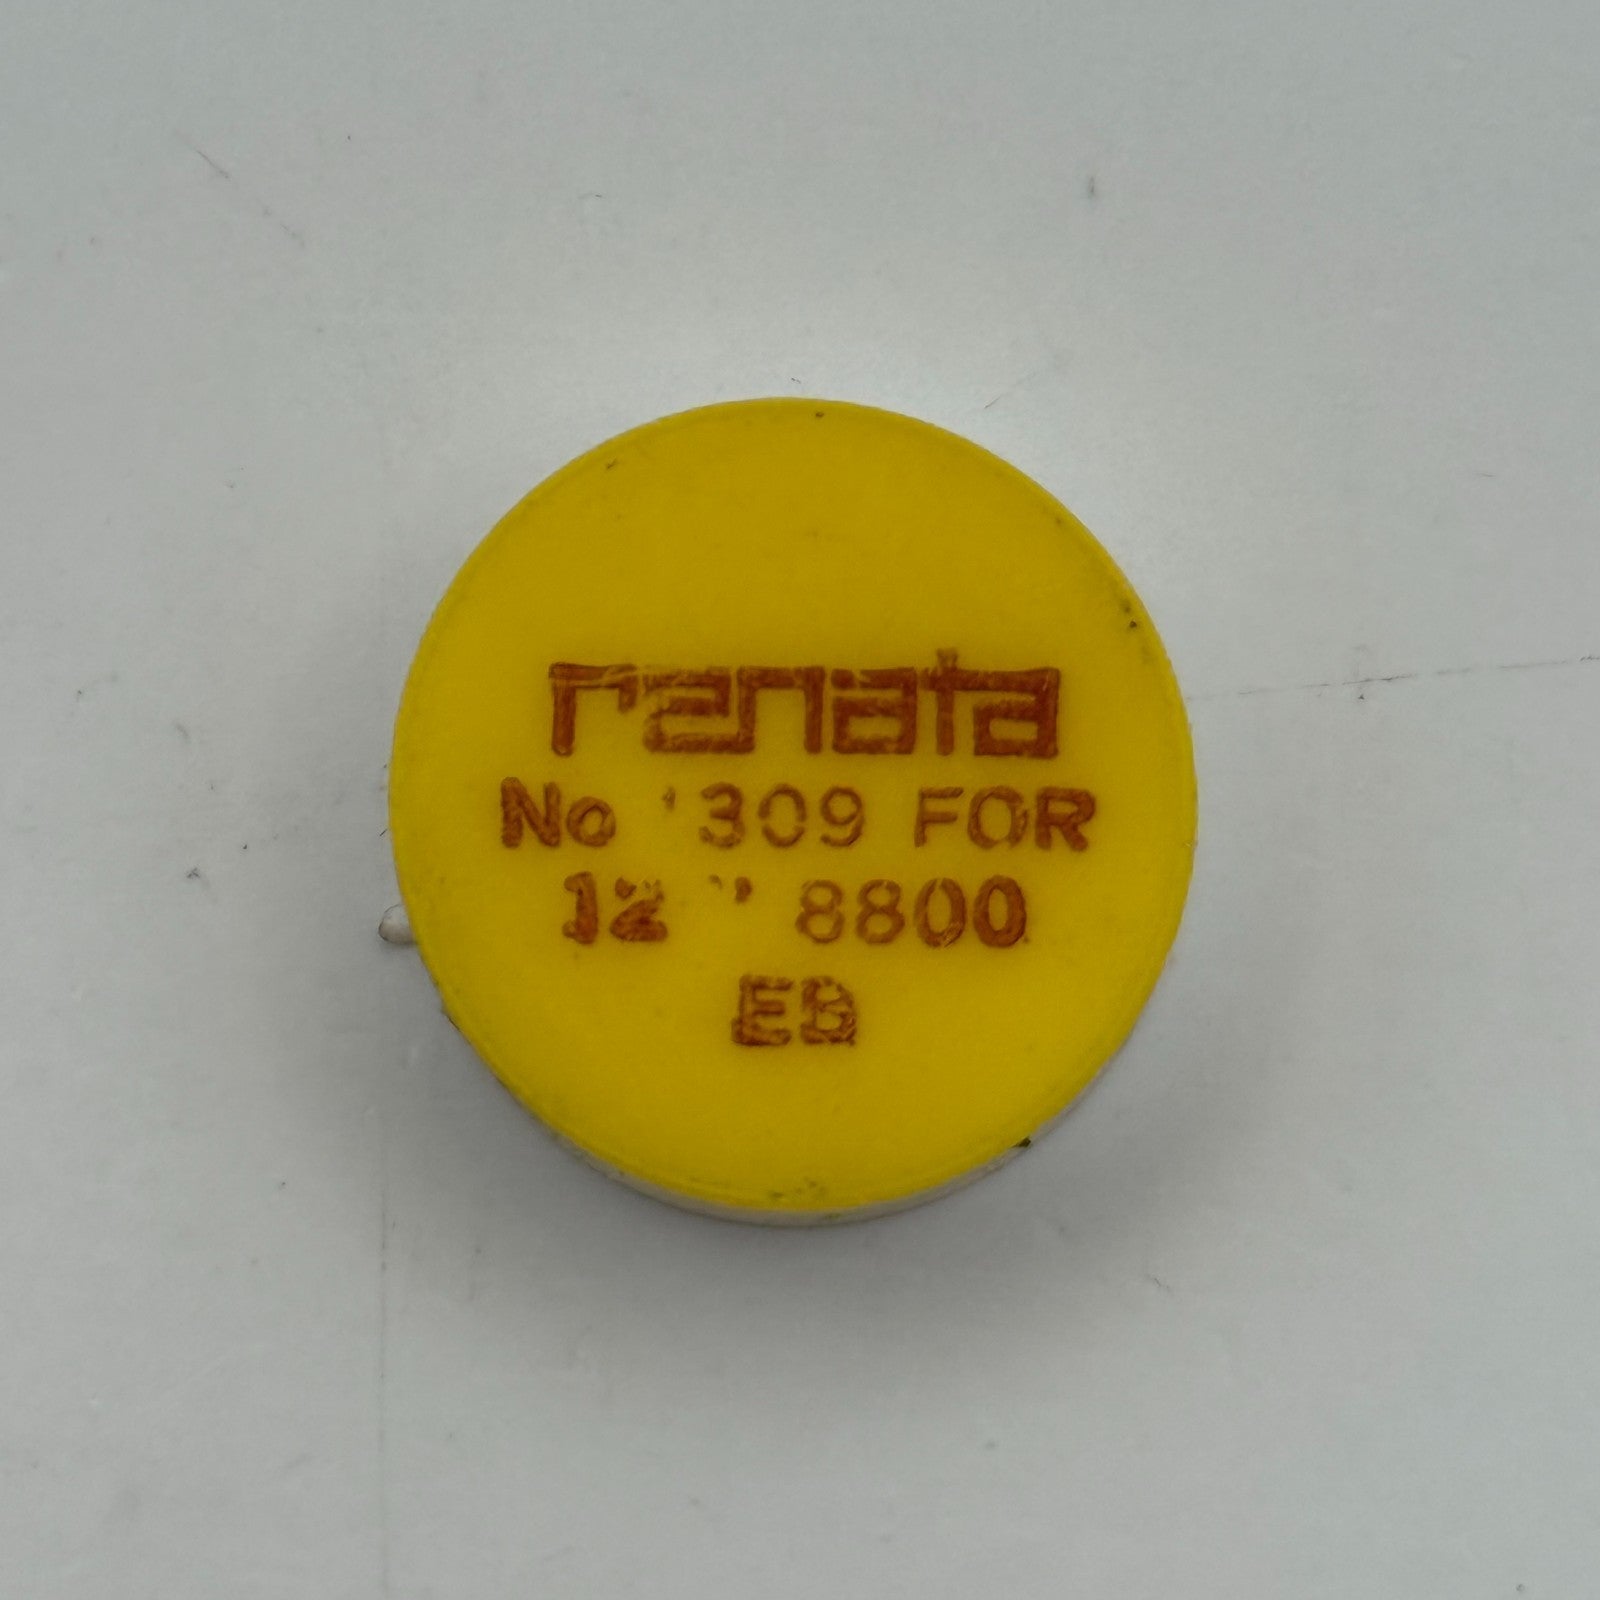 renata
No '309 FOR
12 " 8800
EB